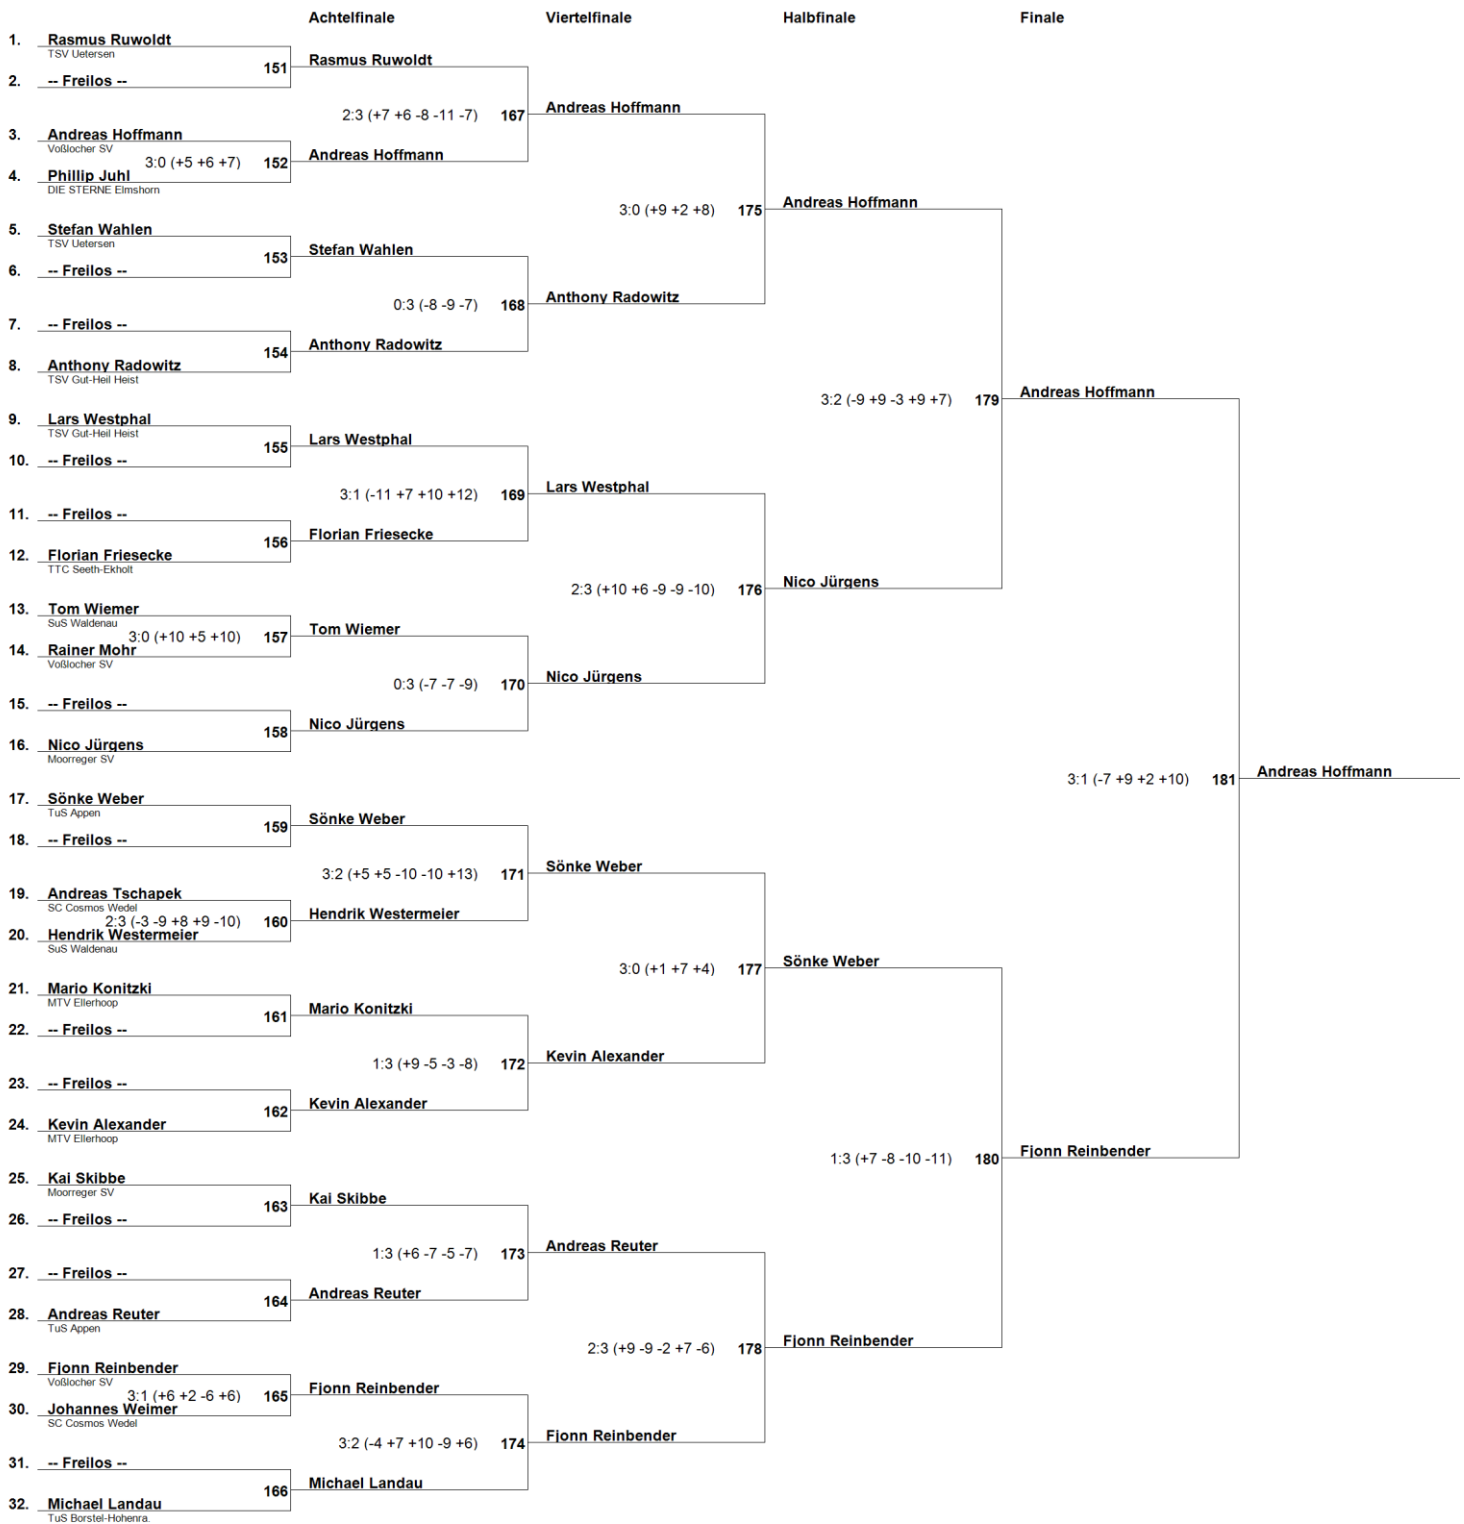 Achtelfinale Viertelfinale Halbfinale Finale
1. Rasmus Ruwoldt
TSV Uetersen
151 Rasmus Ruwoldt
2. -- Freilos --
2:3 (+7 +6 -8 -11 -7) 167 Andreas Hoffmann
3. Andreas Hoffmann
Voßlocher SV
3:0 (+5 +6 +7) 152 Andreas Hoffmann
4. Phillip Juhl
DIE STERNE Elmshorn
3:0 (+9 +2 +8) 175 Andreas Hoffmann
5. Stefan Wahlen
TSV Uetersen
153 Stefan Wahlen
6. -- Freilos --
0:3 (-8 -9 -7) 168 Anthony Radowitz
7. -- Freilos --
154 Anthony Radowitz
8. Anthony Radowitz
TSV Gut-Heil Heist
3:2 (-9 +9 -3 +9 +7) 179 Andreas Hoffmann
9. Lars Westphal
TSV Gut-Heil Heist
155 Lars Westphal
10. -- Freilos --
3:1 (-11 +7 +10 +12) 169 Lars Westphal
11. -- Freilos --
156 Florian Friesecke
12. Florian Friesecke
TTC Seeth-Ekholt
2:3 (+10 +6 -9 -9 -10) 176 Nico Jürgens
13. Tom Wiemer
SuS Waldenau
3:0 (+10 +5 +10) 157 Tom Wiemer
14. Rainer Mohr
Voßlocher SV
0:3 (-7 -7 -9) 170 Nico Jürgens
15. -- Freilos --
158 Nico Jürgens
16. Nico Jürgens
Moorreger SV
3:1 (-7 +9 +2 +10) 181 Andreas Hoffmann
17. Sönke Weber
TuS Appen
159 Sönke Weber
18. -- Freilos --
3:2 (+5 +5 -10 -10 +13) 171 Sönke Weber
19. Andreas Tschapek
SC Cosmos Wedel
2:3 (-3 -9 +8 +9 -10) 160 Hendrik Westermeier
20. Hendrik Westermeier
SuS Waldenau
3:0 (+1 +7 +4) 177 Sönke Weber
21. Mario Konitzki
MTV Ellerhoop
161 Mario Konitzki
22. -- Freilos --
1:3 (+9 -5 -3 -8) 172 Kevin Alexander
23. -- Freilos --
162 Kevin Alexander
24. Kevin Alexander
MTV Ellerhoop
1:3 (+7 -8 -10 -11) 180 Fjonn Reinbender
25. Kai Skibbe
Moorreger SV
163 Kai Skibbe
26. -- Freilos --
1:3 (+6 -7 -5 -7) 173 Andreas Reuter
27. -- Freilos --
164 Andreas Reuter
28. Andreas Reuter
TuS Appen
2:3 (+9 -9 -2 +7 -6) 178 Fjonn Reinbender
29. Fjonn Reinbender
Voßlocher SV
3:1 (+6 +2 -6 +6) 165 Fjonn Reinbender
30. Johannes Weimer
SC Cosmos Wedel
3:2 (-4 +7 +10 -9 +6) 174 Fjonn Reinbender
31. -- Freilos --
166 Michael Landau
32. Michael Landau
TuS Borstel-Hohenra.